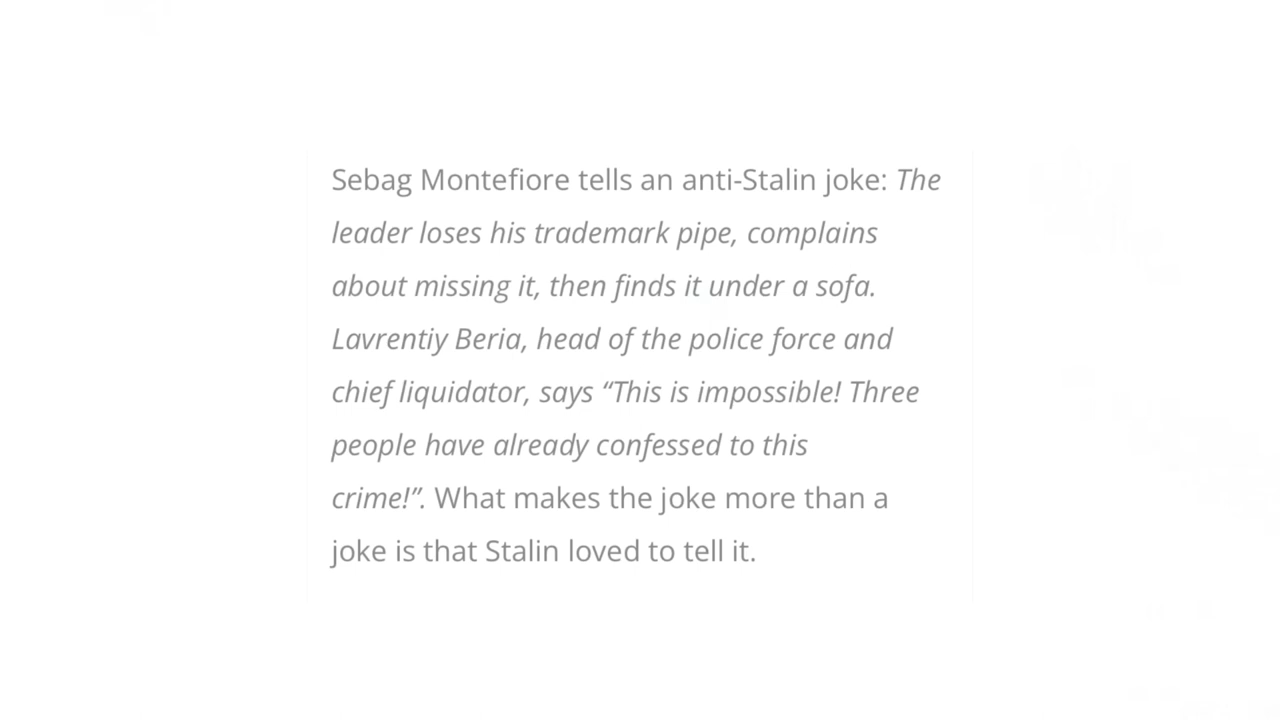 Sebag Montefiore tells an anti-Stalin joke: The
leader loses his trademark pipe, complains
about missing it, then finds it under a sofa.
Lavrentiy Beria, head of the police force and
chief liquidator, says “This is impossible! Three
people have already confessed to this
crime!”. What makes the joke more than a
joke is that Stalin loved to tell it.